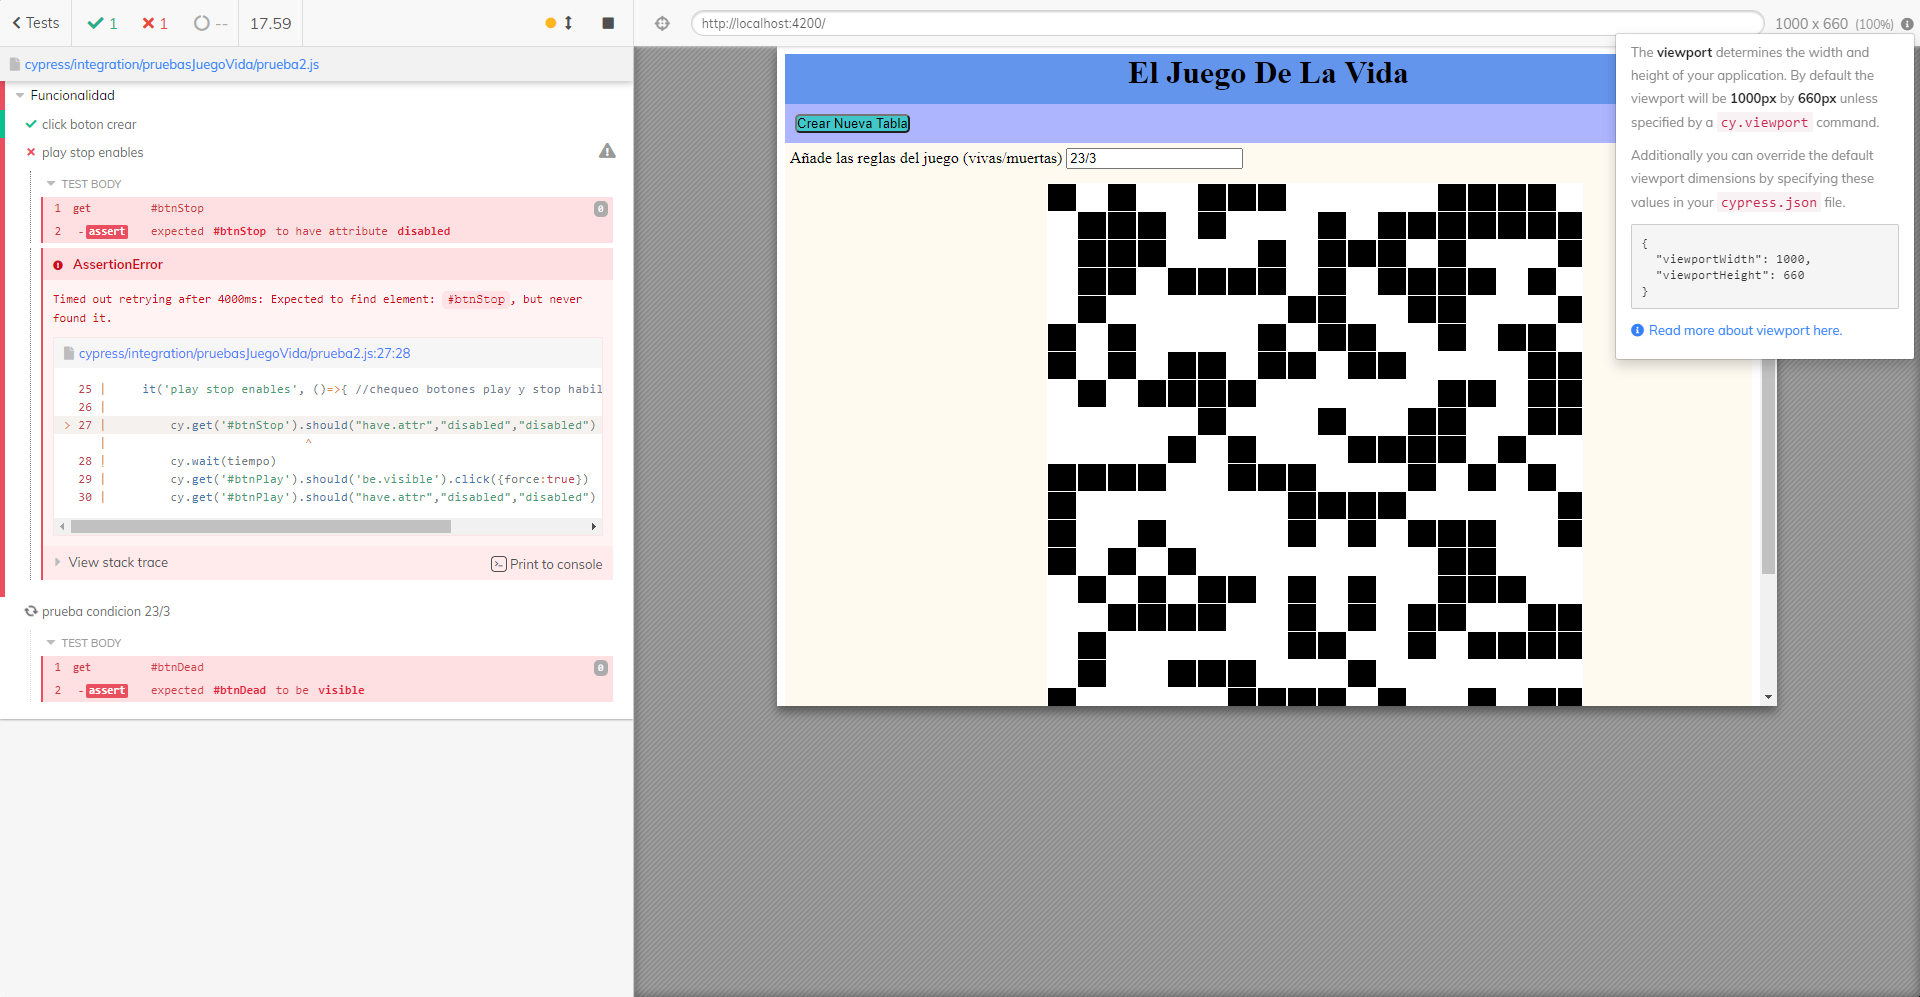 Tests
1
1
--
17.59
http://localhost:4200/
1000 x 660 (100%)
cypress/integration/pruebasJuegoVida/prueba2.js
Funcionalidad
click boton crear
play stop enables
TEST BODY
1 get #btnStop 0
2 -assert expected #btnStop to have attribute disabled
AssertionError
Timed out retrying after 4000ms: Expected to find element: #btnStop, but never
found it.
cypress/integration/pruebasJuegoVida/prueba2.js:27:28
25 | it('play stop enables', ()=>{ //chequeo botones play y stop habil
26 |
> 27 | cy.get('#btnStop').should("have.attr","disabled","disabled")
| ^
28 | cy.wait(tiempo)
29 | cy.get('#btnPlay').should('be.visible').click({force:true})
30 | cy.get('#btnPlay').should("have.attr","disabled","disabled")
View stack trace
Print to console
prueba condicion 23/3
TEST BODY
1 get #btnDead 0
2 -assert expected #btnDead to be visible
El Juego De La Vida
Crear Nueva Tabla
Añade las reglas del juego (vivas/muertas) 23/3
The viewport determines the width and
height of your application. By default the
viewport will be 1000px by 660px unless
specified by a cy.viewport command.
Additionally you can override the default
viewport dimensions by specifying these
values in your cypress.json file.
{
"viewportWidth": 1000,
"viewportHeight": 660
}
Read more about viewport here.